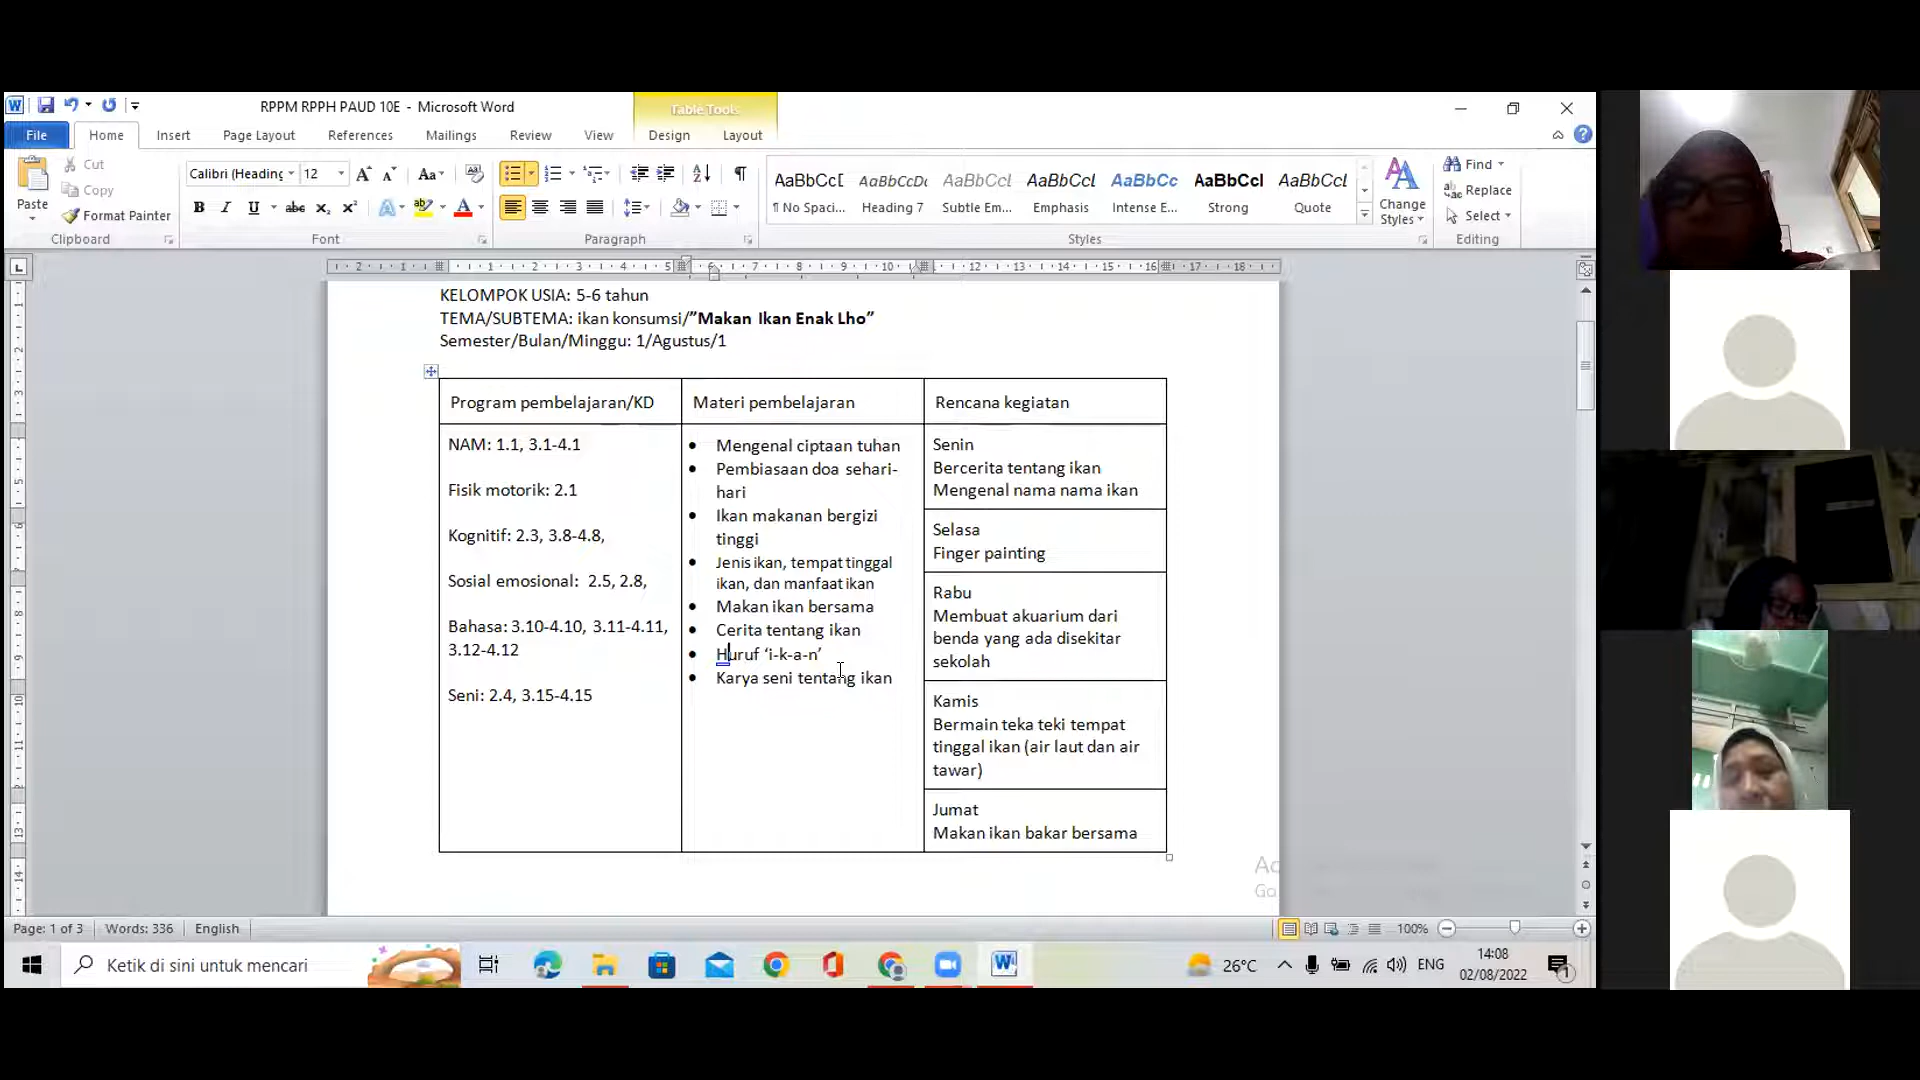 RPPM RPPH PAUD 10E - Microsoft Word
Table Tools
File Home Insert Page Layout References Mailings Review View Design Layout
Paste
Cut
Copy
Format Painter
Clipboard
Calibri (Heading 12
Font
Paragraph
AaBbCcD AaBbCcDc AaBbCcL AaBbCcL AaBbCc AaBbCcl AaBbCcL
¶ No Spaci... Heading 7 Subtle Em... Emphasis Intense E... Strong Quote
Styles
Change
Styles
Find
Replace
Select
Editing
KELOMPOK USIA: 5-6 tahun
TEMA/SUBTEMA: ikan konsumsi/”Makan Ikan Enak Lho”
Semester/Bulan/Minggu: 1/Agustus/1
Program pembelajaran/KD
NAM: 1.1, 3.1-4.1
Fisik motorik: 2.1
Kognitif: 2.3, 3.8-4.8,
Sosial emosional: 2.5, 2.8,
Bahasa: 3.10-4.10, 3.11-4.11,
3.12-4.12
Seni: 2.4, 3.15-4.15
Materi pembelajaran
• Mengenal ciptaan tuhan
• Pembiasaan doa sehari-
hari
• Ikan makanan bergizi
tinggi
• Jenis ikan, tempat tinggal
ikan, dan manfaat ikan
• Makan ikan bersama
• Cerita tentang ikan
• Huruf ‘i-k-a-n’
• Karya seni tentang ikan
Rencana kegiatan
Senin
Bercerita tentang ikan
Mengenal nama nama ikan
Selasa
Finger painting
Rabu
Membuat akuarium dari
benda yang ada disekitar
sekolah
Kamis
Bermain teka teki tempat
tinggal ikan (air laut dan air
tawar)
Jumat
Makan ikan bakar bersama
Page: 1 of 3 Words: 336 English 100%
Ketik di sini untuk mencari
26°C ENG
14:08
02/08/2022